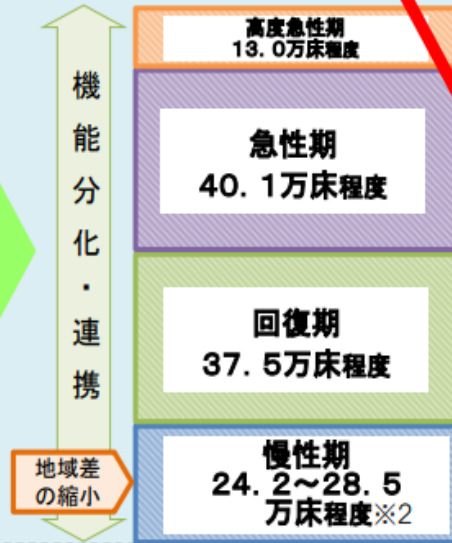 高度急性期
13.0万床程度
機能分化・連携
急性期
40.1万床程度
回復期
37.5万床程度
地域差
の縮小
慢性期
24.2~28.5
万床程度※2